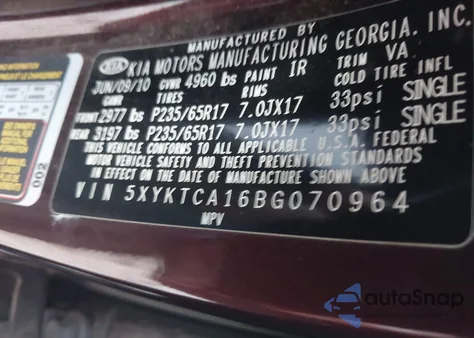 MANUFACTURED BY
KIA KIA MOTORS MANUFACTURING GEORGIA, INC.
JUN/09/10 GVWR 4960 lbs PAINT IR TRIM VA
GAWR TIRES RIMS COLD TIRE INFL
FRONT 2977 lbs P235/65R17 7.0JX17 33psi SINGLE
REAR 3197 lbs P235/65R17 7.0JX17 33psi SINGLE
THIS VEHICLE CONFORMS TO ALL APPLICABLE U.S.A. FEDERAL
MOTOR VEHICLE SAFETY AND THEFT PREVENTION STANDARDS
IN EFFECT ON THE DATE OF MANUFACTURE SHOWN ABOVE
VIN 5XYKTCA16BG070964
MPV
002
autoSnap